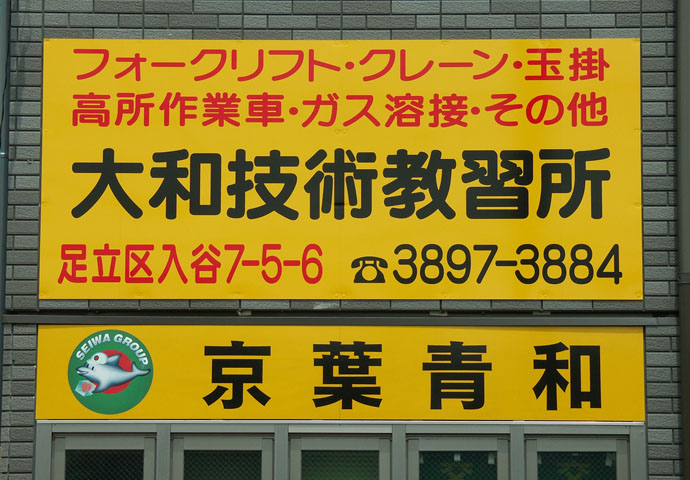 フォークリフト・クレーン・玉掛
高所作業車・ガス溶接・その他
大和技術教習所
足立区入谷7-5-6 ☎3897-3884
SEIWA GROUP
京葉青和